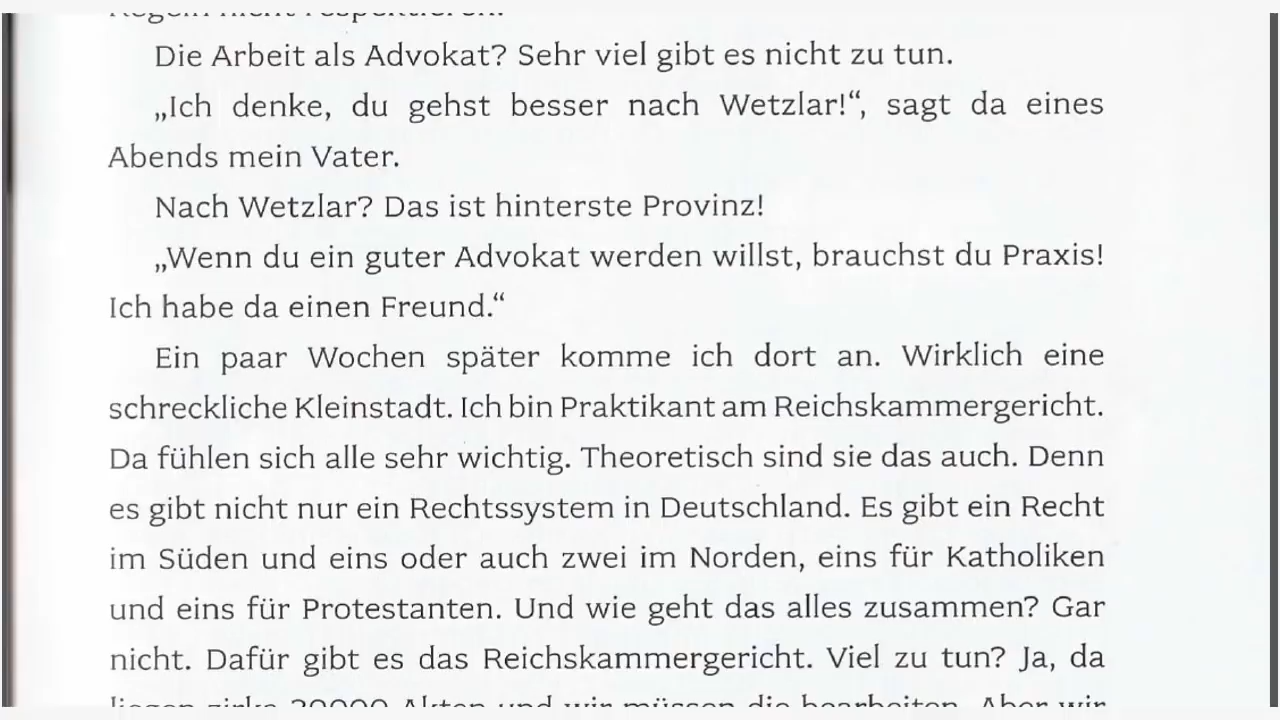 Die Arbeit als Advokat? Sehr viel gibt es nicht zu tun.
„Ich denke, du gehst besser nach Wetzlar!“, sagt da eines
Abends mein Vater.
Nach Wetzlar? Das ist hinterste Provinz!
„Wenn du ein guter Advokat werden willst, brauchst du Praxis!
Ich habe da einen Freund.“
Ein paar Wochen später komme ich dort an. Wirklich eine
schreckliche Kleinstadt. Ich bin Praktikant am Reichskammergericht.
Da fühlen sich alle sehr wichtig. Theoretisch sind sie das auch. Denn
es gibt nicht nur ein Rechtssystem in Deutschland. Es gibt ein Recht
im Süden und eins oder auch zwei im Norden, eins für Katholiken
und eins für Protestanten. Und wie geht das alles zusammen? Gar
nicht. Dafür gibt es das Reichskammergericht. Viel zu tun? Ja, da